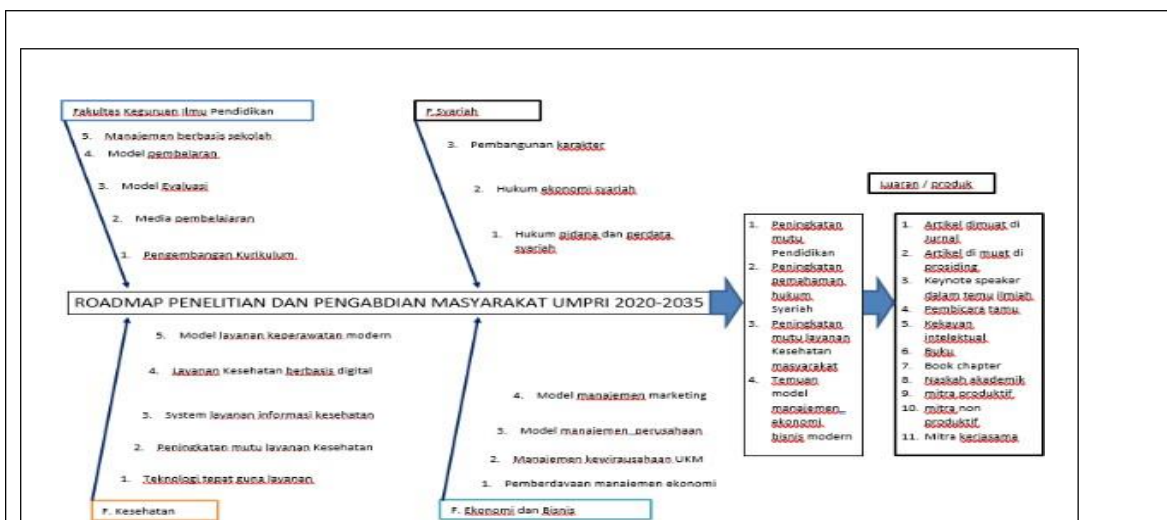 Fakultas Keguruan Ilmu Pendidikan
5. Manajemen berbasis sekolah
4. Model pembelaran
3. Model Evaluasi
2. Media pembelajaran
1. Pengembangan Kurikulum
F.Syariah
3. Pembangunan karakter
2. Hukum ekonomi syariah
1. Hukum pidana dan perdata
syariah
ROADMAP PENELITIAN DAN PENGABDIAN MASYARAKAT UMPRI 2020-2035
5. Model layanan keperawatan modern
4. Layanan Kesehatan berbasis digital
3. System layanan informasi kesehatan
2. Peningkatan mutu layanan Kesehatan
1. Teknologi tepat guna layanan
F. Kesehatan
4. Model manajemen marketing
3. Model manajemen perusahaan
2. Manajemen kewirausahaan UKM
1. Pemberdayaan manajemen ekonomi
F. Ekonomi dan Bisnis
1. Peningkatan
mutu
Pendidikan
2. Peningkatan
pemahaman
hukum
Syariah
3. Peningkatan
mutu layanan
Kesehatan
masyarakat
4. Temuan
model
manajemen
ekonomi
bisnis modern
Luaran / produk
1. Artikel dimuat di
Jurnal
2. Artikel di muat di
prosiding
3. Keynote speaker
dalam temu ilmiah
4. Pembicara tamu
5. Kekayan
intelektual
6. Buku
7. Book chapter
8. Naskah akademik
9. mitra produktif
10. mitra non
produktif
11. Mitra kerjasama